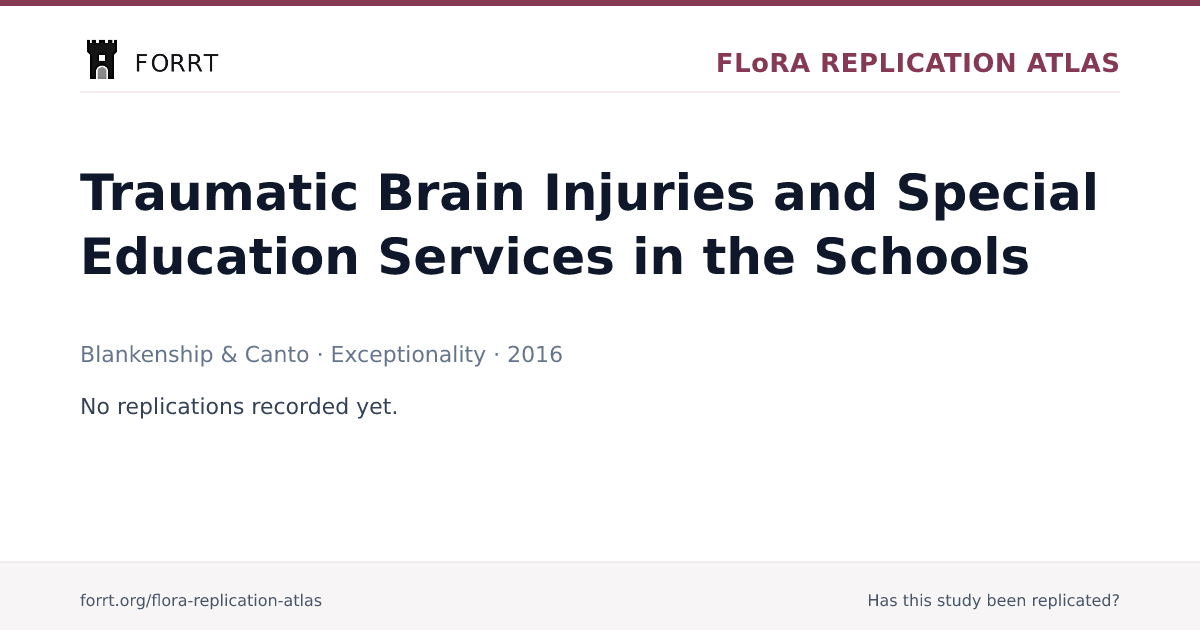 FORRT
FLoRA REPLICATION ATLAS
Traumatic Brain Injuries and Special
Education Services in the Schools
Blankenship & Canto · Exceptionality · 2016
No replications recorded yet.
forrt.org/flora-replication-atlas
Has this study been replicated?